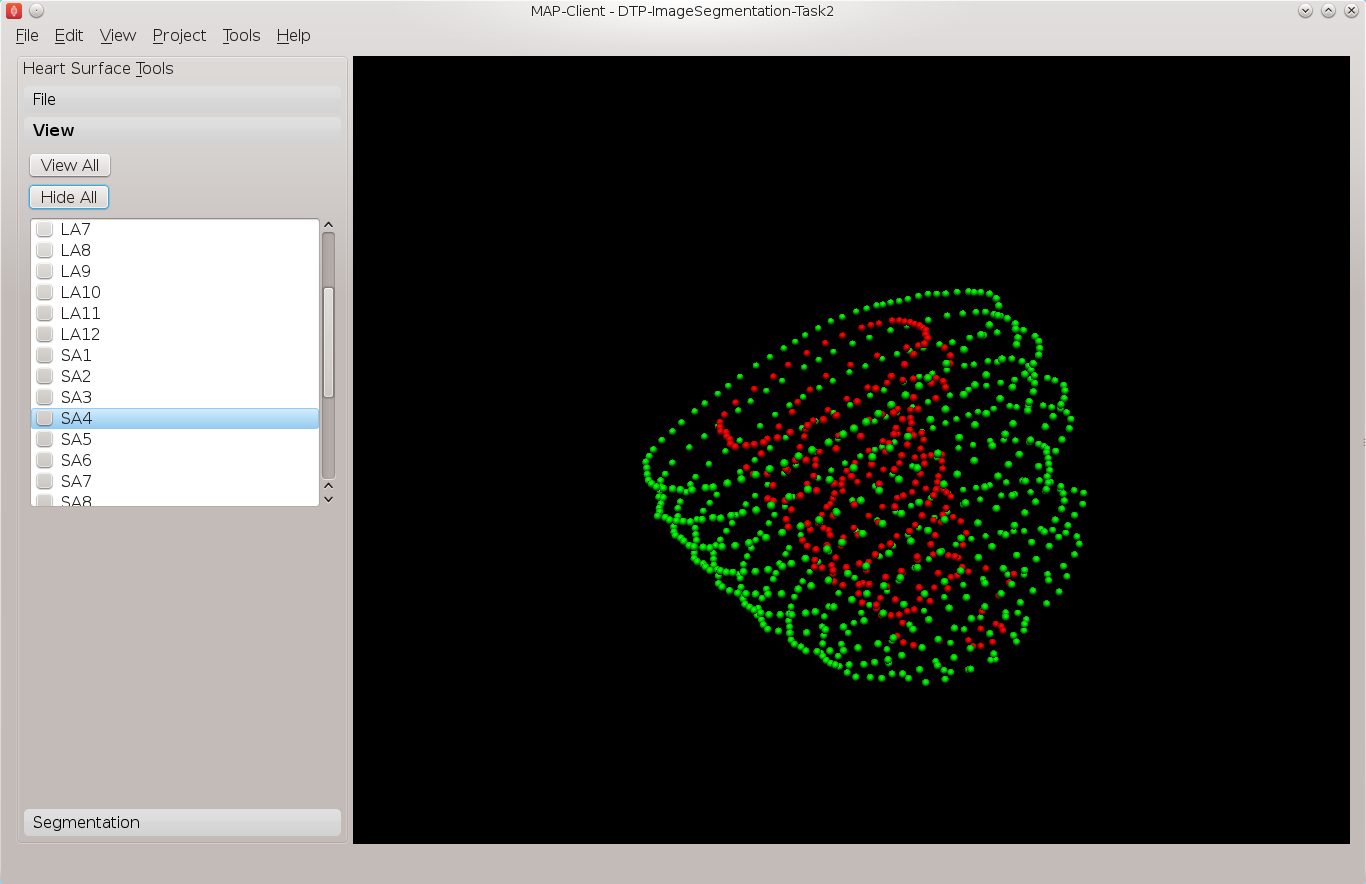 MAP-Client - DTP-ImageSegmentation-Task2
File Edit View Project Tools Help
Heart Surface Tools
File
View
View All
Hide All
LA7
LA8
LA9
LA10
LA11
LA12
SA1
SA2
SA3
SA4
SA5
SA6
SA7
SA8
Segmentation